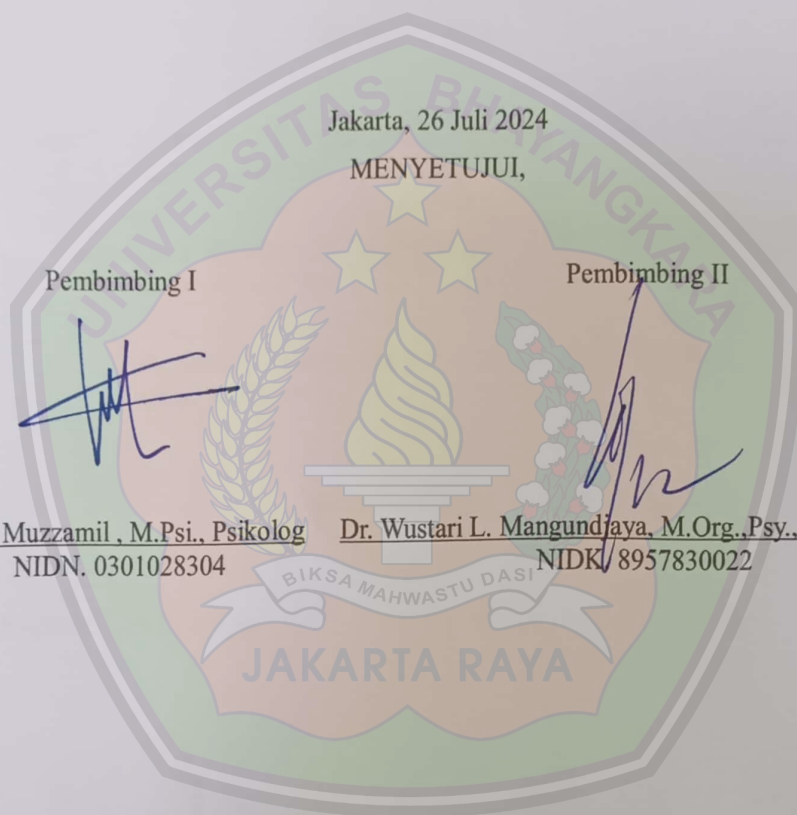 UNIVERSITAS BHAYANGKARA
Jakarta, 26 Juli 2024
MENYETUJUI,
Pembimbing I
Pembimbing II
Muzzamil , M.Psi., Psikolog
Dr. Wustari L. Mangundjaya, M.Org.,Psy.,
NIDN. 0301028304
NIDK 8957830022
BIKSA MAHWASTU DASI
JAKARTA RAYA